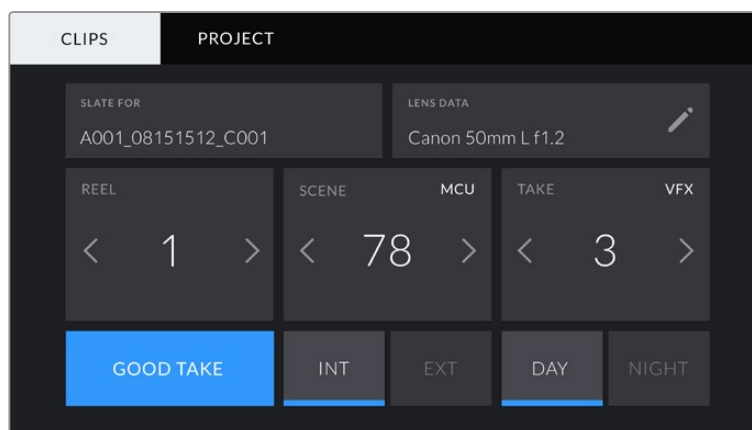 CLIPS PROJECT
SLATE FOR LENS DATA
A001_08151512_C001 Canon 50mm L f1.2
REEL SCENE MCU TAKE VFX
< 1 > < 78 > < 3 >
GOOD TAKE INT EXT DAY NIGHT